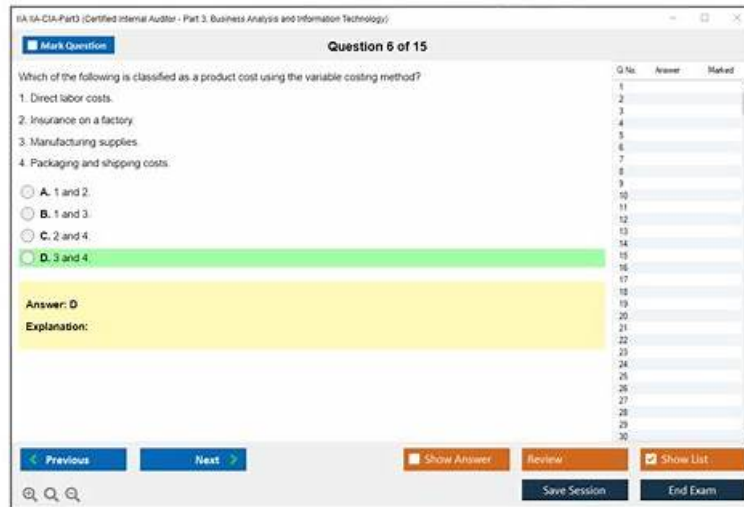 IIA IIA-CIA-Part3 (Certified Internal Auditor - Part 3, Business Analysis and Information Technology)
Mark Question
Question 6 of 15
Which of the following is classified as a product cost using the variable costing method?
1. Direct labor costs.
2. Insurance on a factory.
3. Manufacturing supplies.
4. Packaging and shipping costs.
A. 1 and 2.
B. 1 and 3.
C. 2 and 4.
D. 3 and 4.
Answer: D
Explanation:
Q.No. Answer Marked
1
2
3
4
5
6
7
8
9
10
11
12
13
14
15
16
17
18
19
20
21
22
23
24
25
26
27
28
29
30
Previous
Next
Show Answer
Review
Show List
Save Session
End Exam